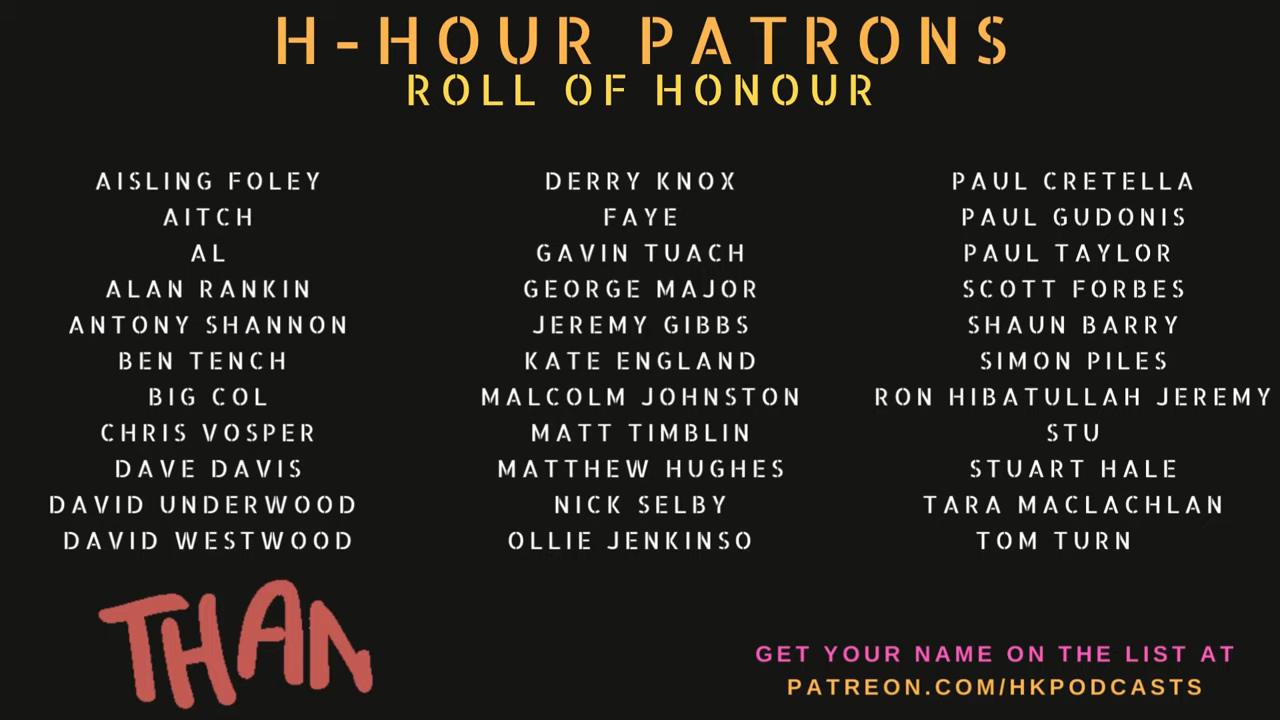 H-HOUR PATRONS
ROLL OF HONOUR
AISLING FOLEY
AITCH
AL
ALAN RANKIN
ANTONY SHANNON
BEN TENCH
BIG COL
CHRIS VOSPER
DAVE DAVIS
DAVID UNDERWOOD
DAVID WESTWOOD
DERRY KNOX
FAYE
GAVIN TUACH
GEORGE MAJOR
JEREMY GIBBS
KATE ENGLAND
MALCOLM JOHNSTON
MATT TIMBLIN
MATTHEW HUGHES
NICK SELBY
OLLIE JENKINSO
PAUL CRETELLA
PAUL GUDONIS
PAUL TAYLOR
SCOTT FORBES
SHAUN BARRY
SIMON PILES
RON HIBATULLAH JEREMY
STU
STUART HALE
TARA MACLACHLAN
TOM TURN
THAN
GET YOUR NAME ON THE LIST AT
PATREON.COM/HKPODCASTS